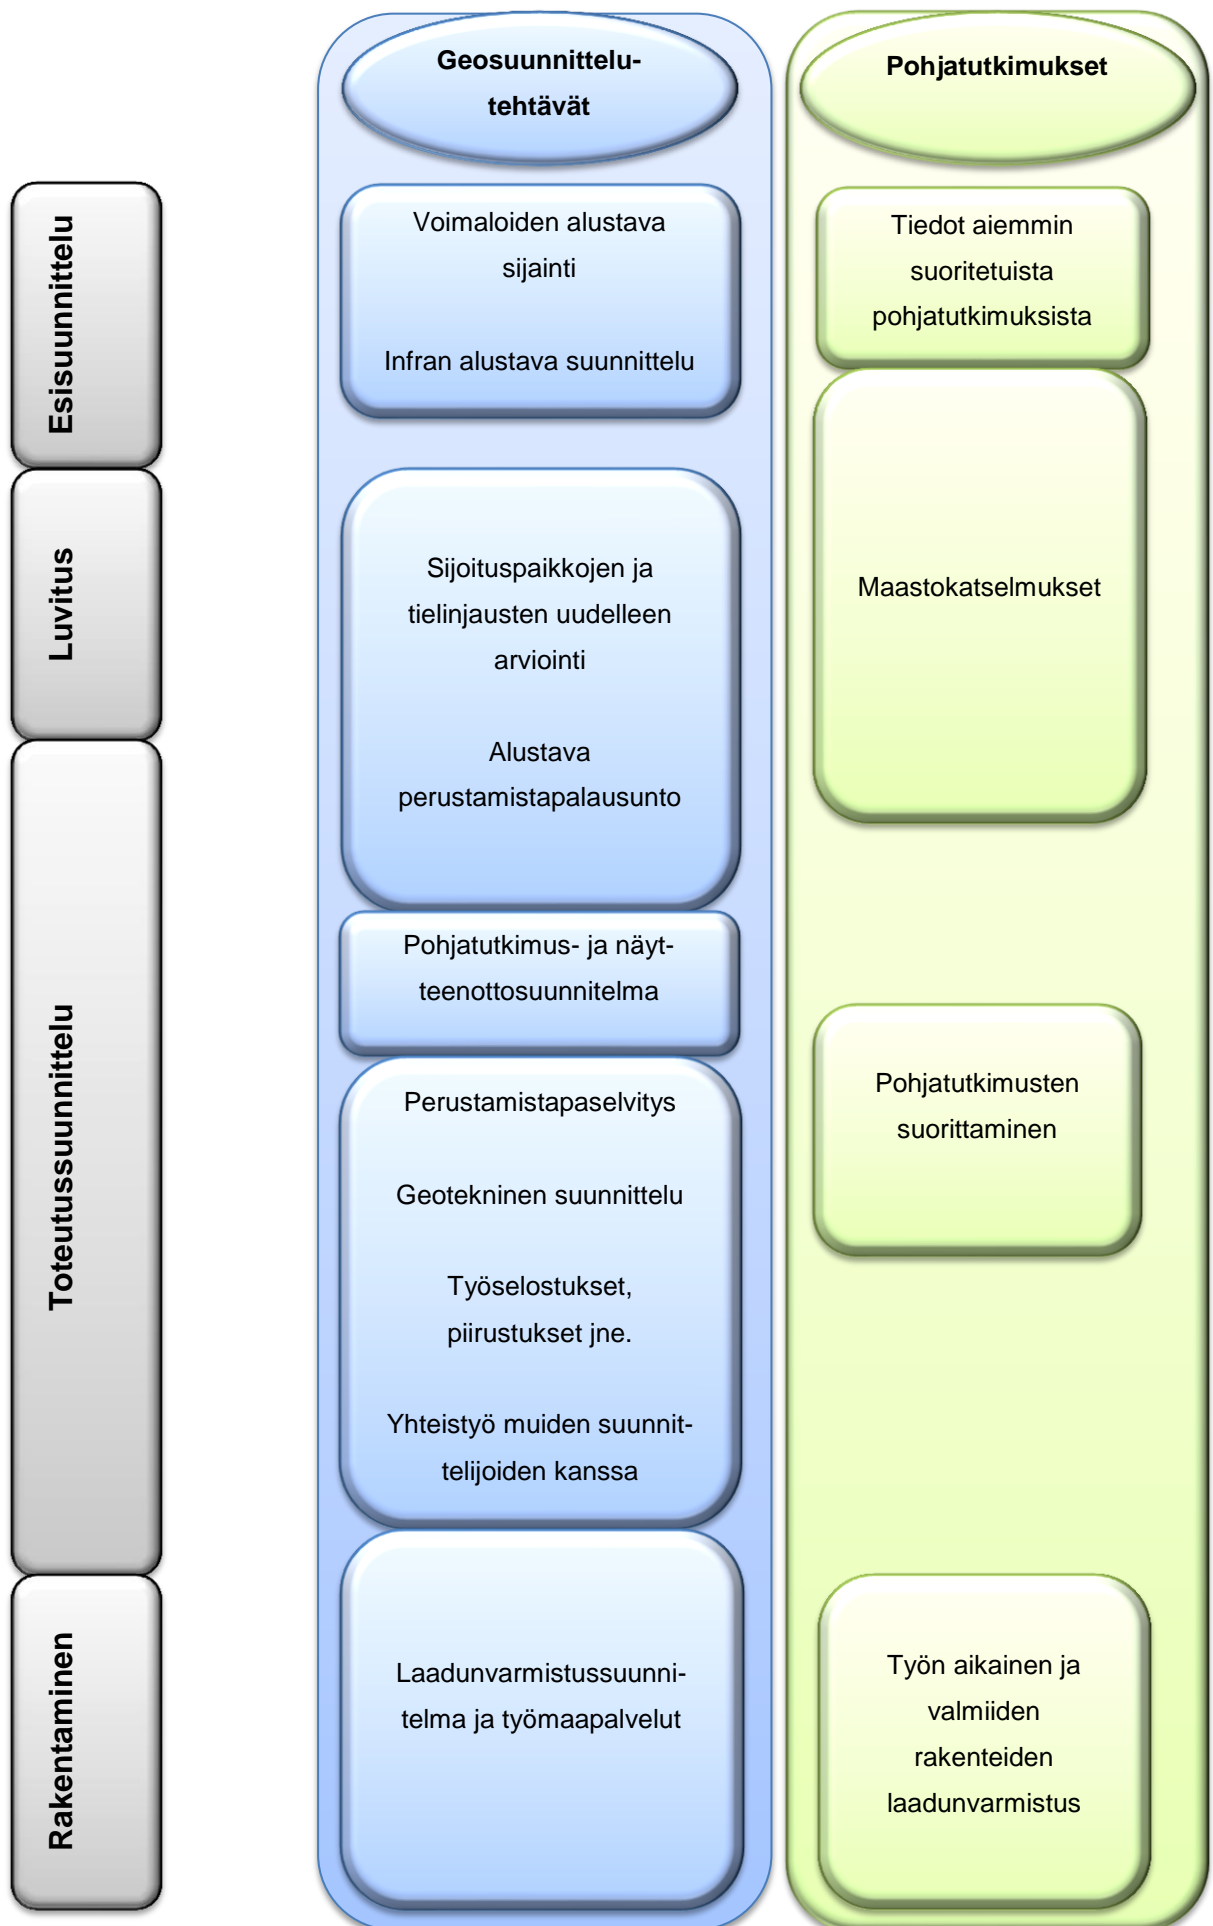 Geosuunnittelu-
tehtävät
Pohjatutkimukset
Esisuunnittelu
Voimaloiden alustava
sijainti
Infran alustava suunnittelu
Tiedot aiemmin
suoritetuista
pohjatutkimuksista
Luvitus
Sijoituspaikkojen ja
tielinjausten uudelleen
arviointi
Alustava
perustamistapalausunto
Maastokatselmukset
Toteutussuunnittelu
Pohjatutkimus- ja näyt-
teenottosuunnitelma
Perustamistapaselvitys
Geotekninen suunnittelu
Työselostukset,
piirustukset jne.
Yhteistyö muiden suunnit-
telijoiden kanssa
Pohjatutkimusten
suorittaminen
Rakentaminen
Laadunvarmistussuunni-
telma ja työmaapalvelut
Työn aikainen ja
valmiiden
rakenteiden
laadunvarmistus